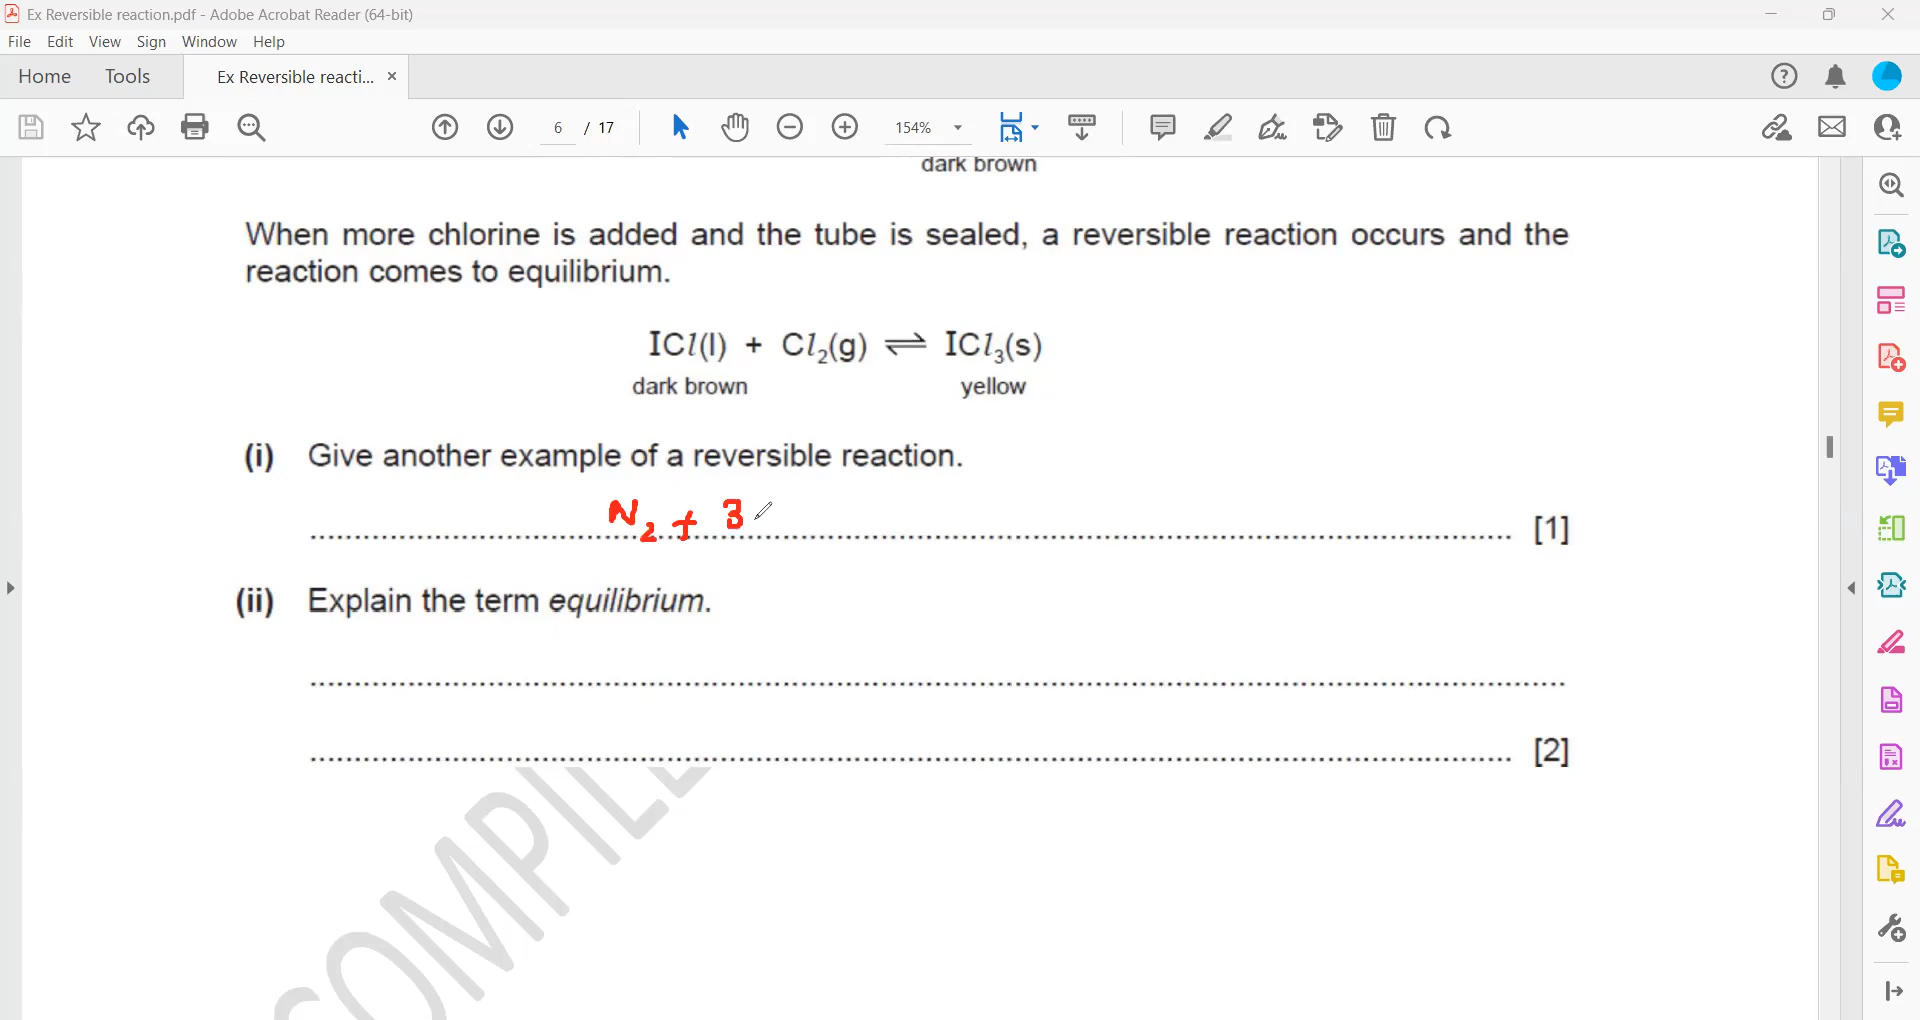 Ex Reversible reaction.pdf - Adobe Acrobat Reader (64-bit)
File Edit View Sign Window Help
Home Tools Ex Reversible reacti... ×
6 / 17 154%
dark brown
When more chlorine is added and the tube is sealed, a reversible reaction occurs and the
reaction comes to equilibrium.
ICl(l) + Cl₂(g) ⇌ ICl₃(s)
dark brown yellow
(i) Give another example of a reversible reaction.
N₂ + 3
[1]
(ii) Explain the term equilibrium.
[2]
COMPILE